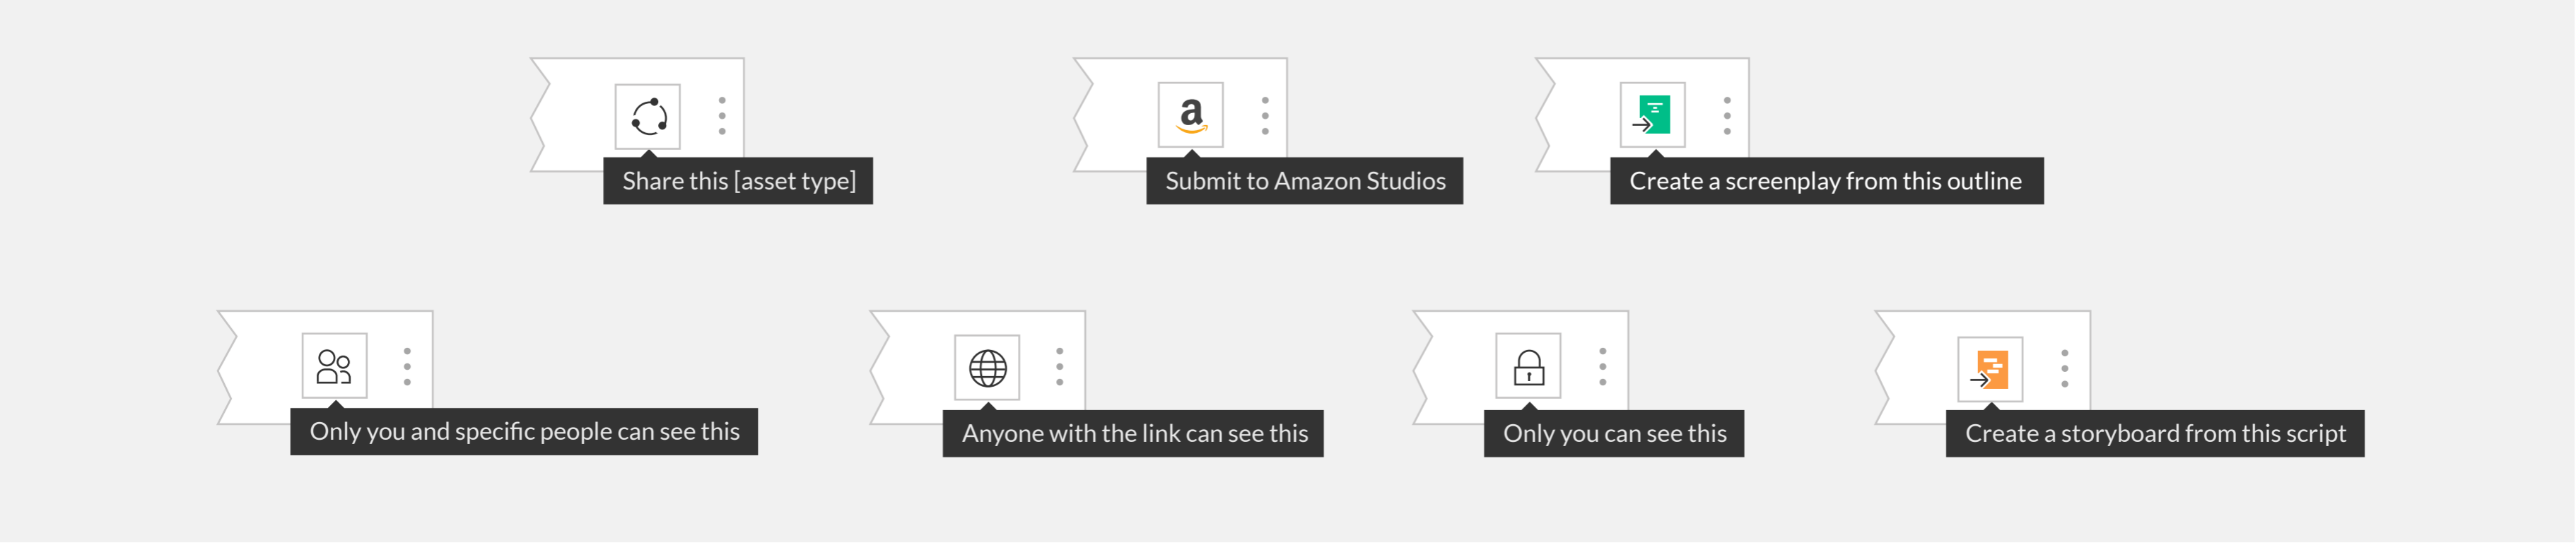 a
Share this [asset type]
Submit to Amazon Studios
Create a screenplay from this outline
Only you and specific people can see this
Anyone with the link can see this
Only you can see this
Create a storyboard from this script